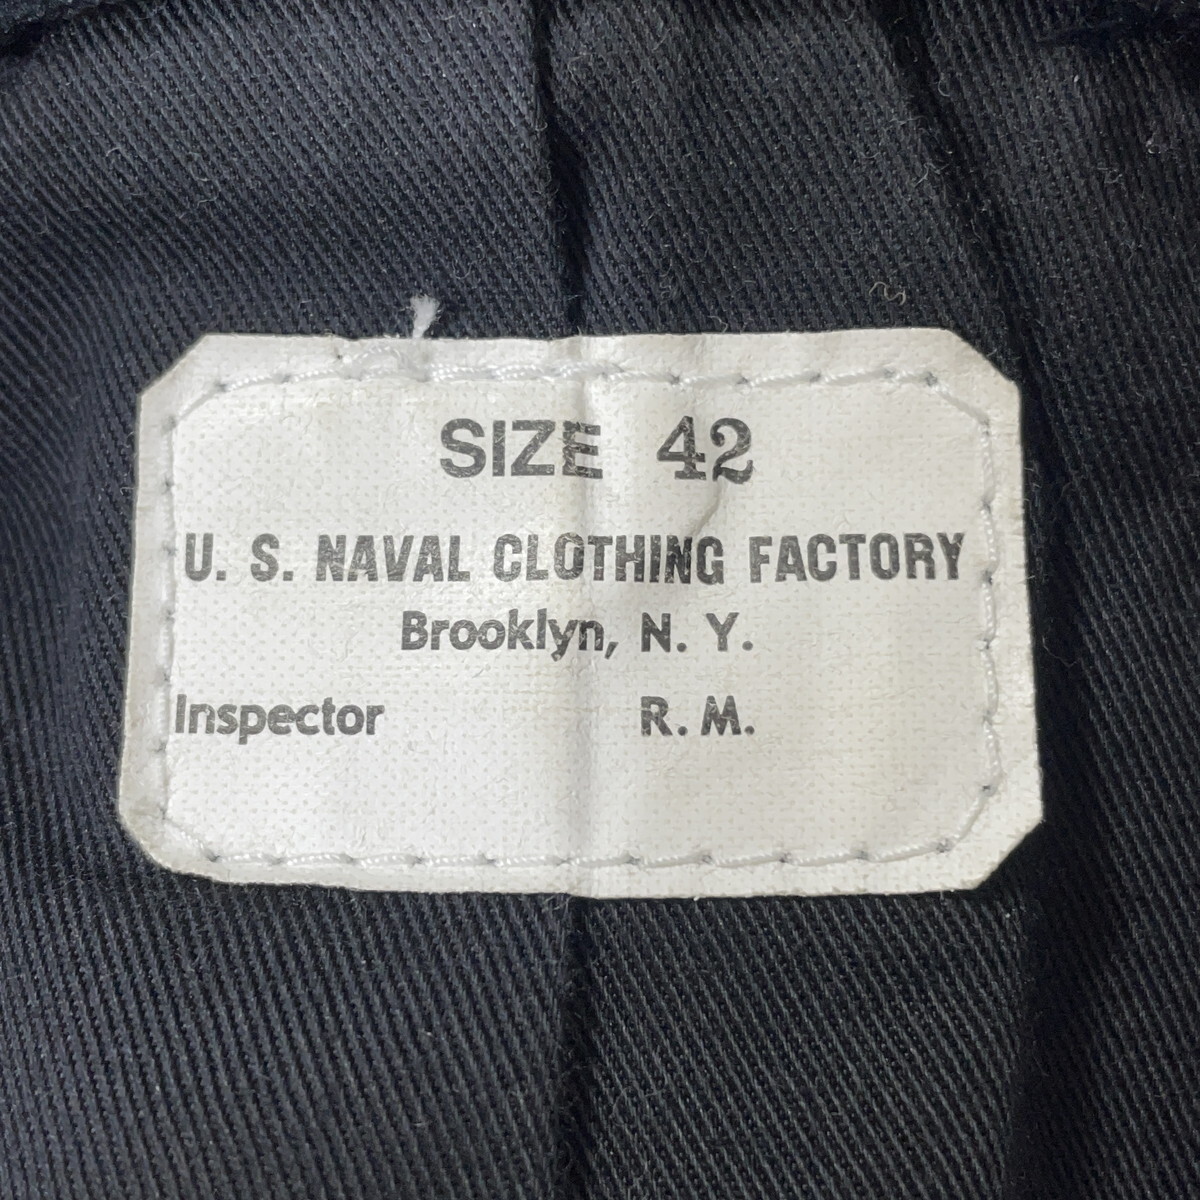 SIZE 42
U. S. NAVAL CLOTHING FACTORY
Brooklyn, N. Y.
Inspector R. M.